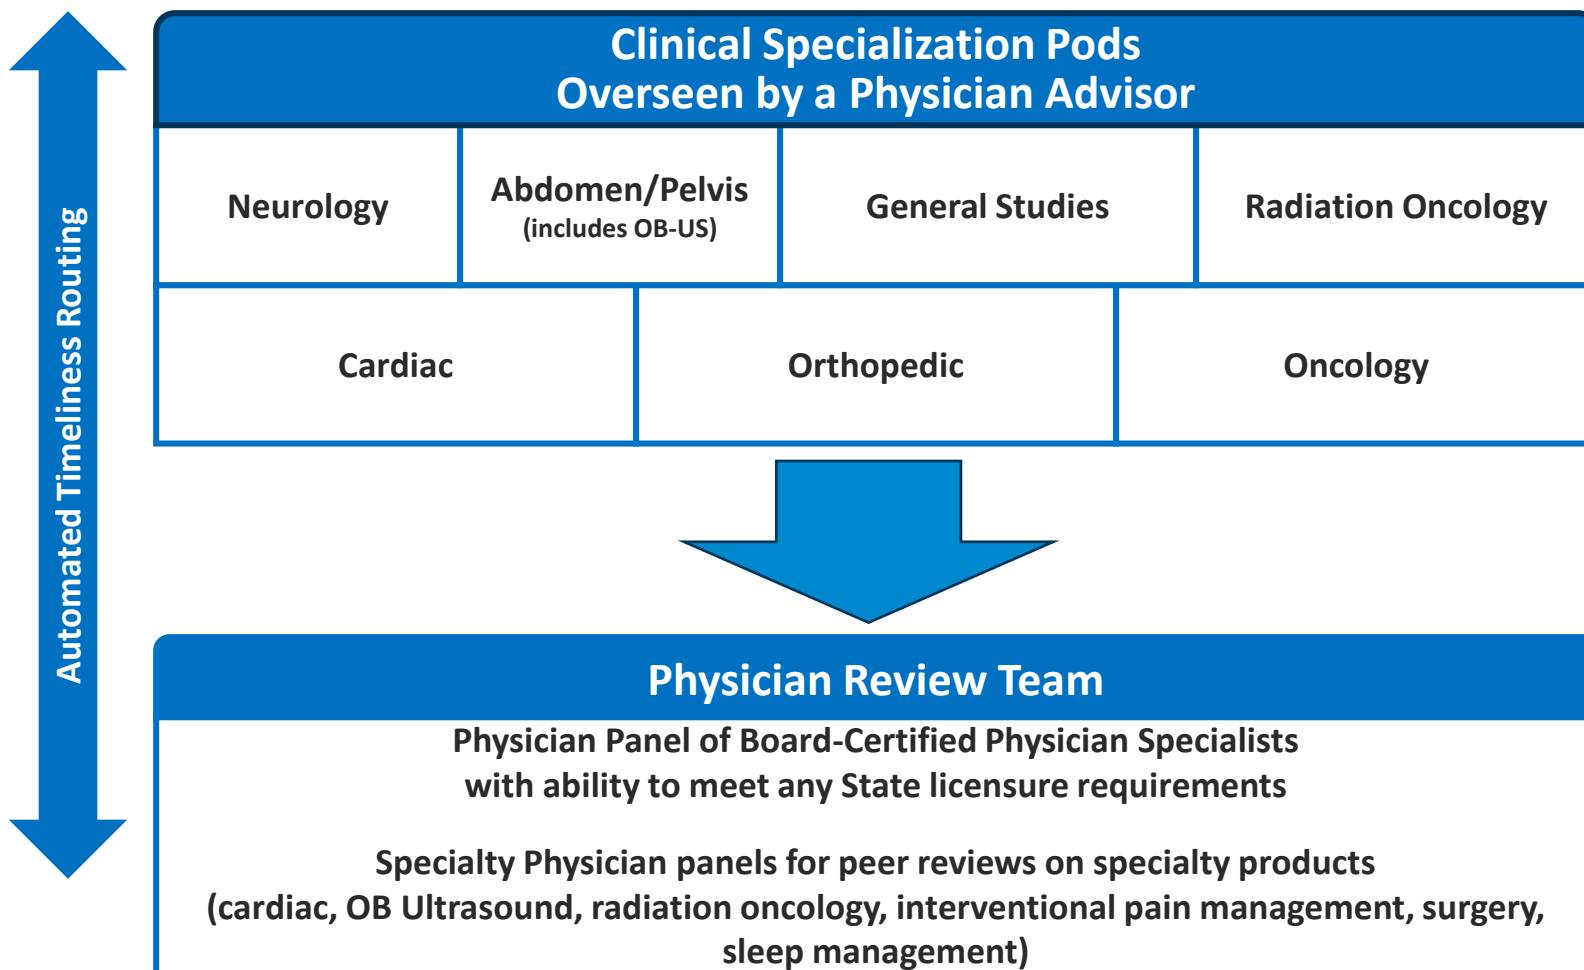 Automated Timeliness Routing
Clinical Specialization Pods
Overseen by a Physician Advisor
Neurology
Abdomen/Pelvis
(includes OB-US)
General Studies
Radiation Oncology
Cardiac
Orthopedic
Oncology
Physician Review Team
Physician Panel of Board-Certified Physician Specialists
with ability to meet any State licensure requirements
Specialty Physician panels for peer reviews on specialty products
(cardiac, OB Ultrasound, radiation oncology, interventional pain management, surgery,
sleep management)